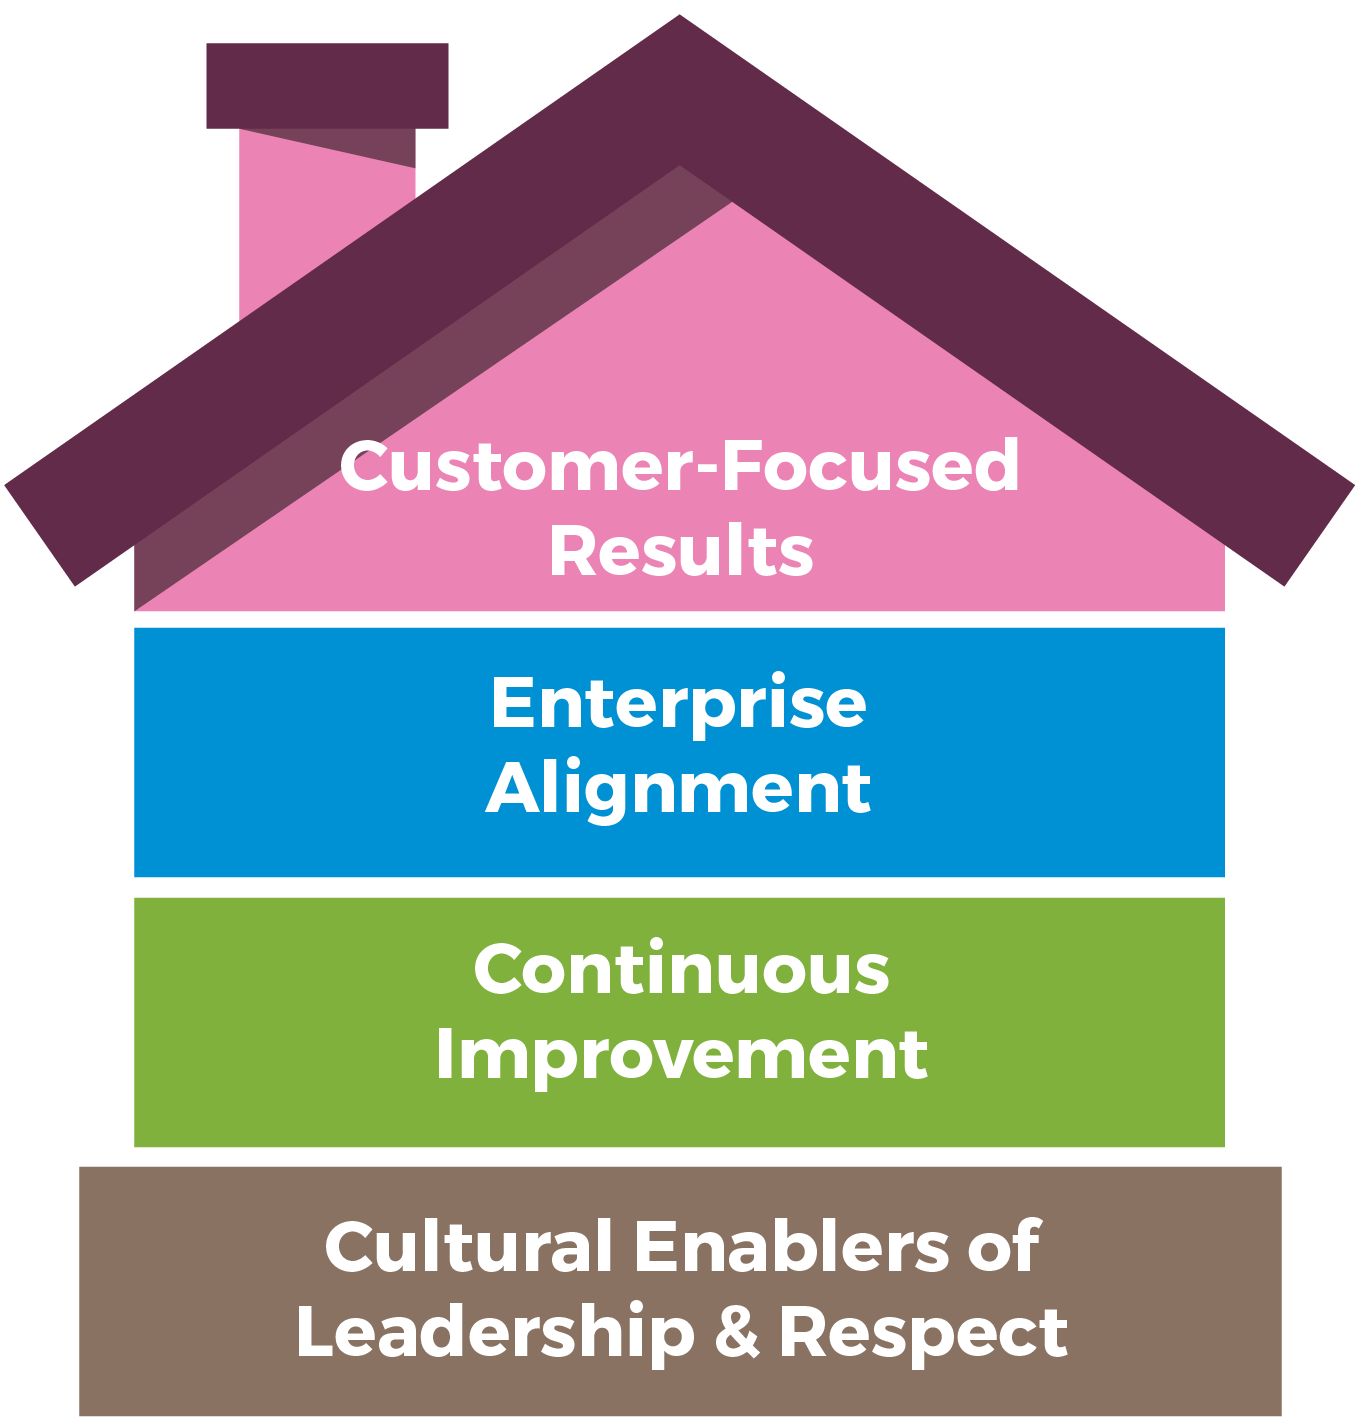 Customer-Focused
Results
Enterprise
Alignment
Continuous
Improvement
Cultural Enablers of
Leadership & Respect